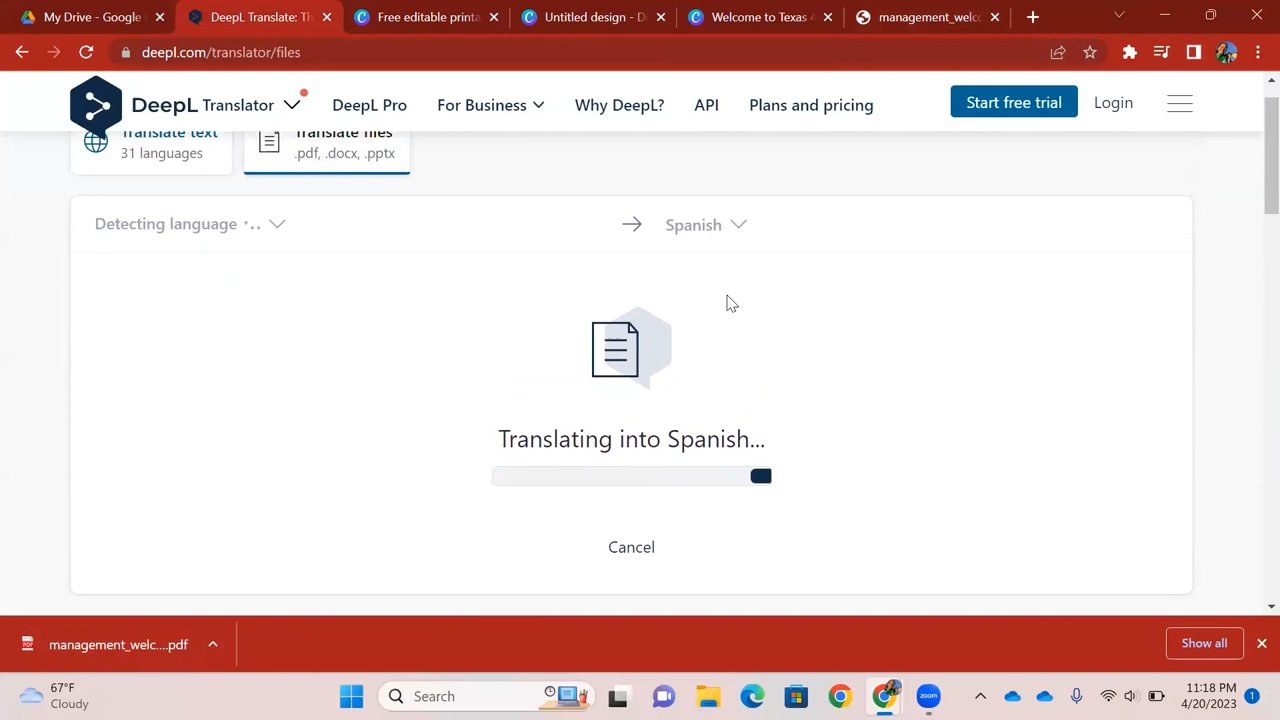 My Drive - Google
DeepL Translate: Th
Free editable printa
Untitled design - D
Welcome to Texas
management_welc
deepl.com/translator/files
DeepL Translator
DeepL Pro
For Business
Why DeepL?
API
Plans and pricing
Start free trial
Login
Translate text
31 languages
Translate files
.pdf, .docx, .pptx
Detecting language
Spanish
Translating into Spanish...
Cancel
management_welc....pdf
Show all
67°F
Cloudy
Search
zoom
11:18 PM
4/20/2023
1